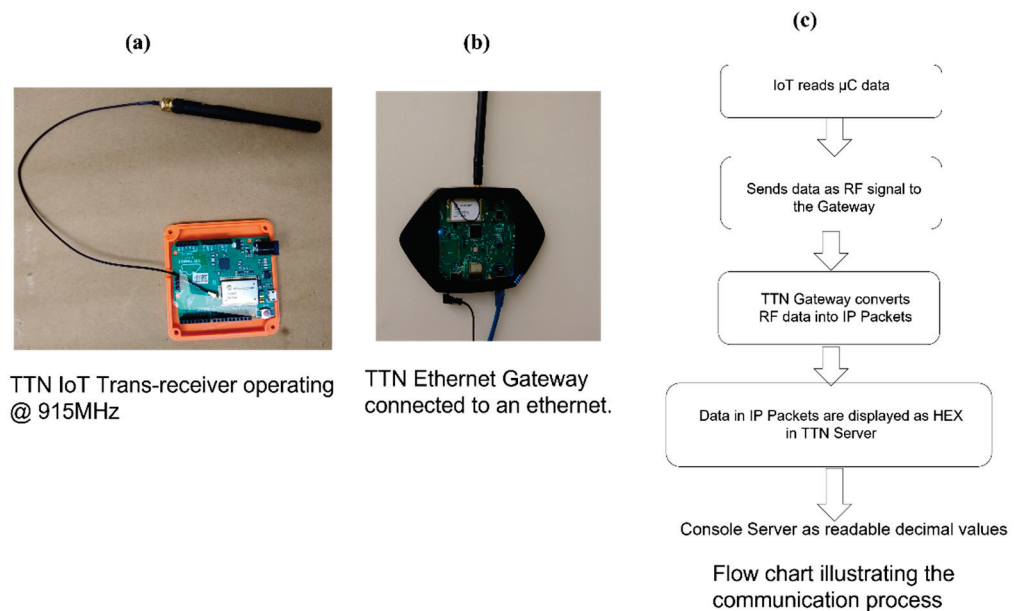 (a)
(b)
(c)
TTN IoT Trans-receiver operating
@ 915MHz
TTN Ethernet Gateway
connected to an ethernet.
IoT reads µC data
Sends data as RF signal to
the Gateway
TTN Gateway converts
RF data into IP Packets
Data in IP Packets are displayed as HEX
in TTN Server
Console Server as readable decimal values
Flow chart illustrating the
communication process